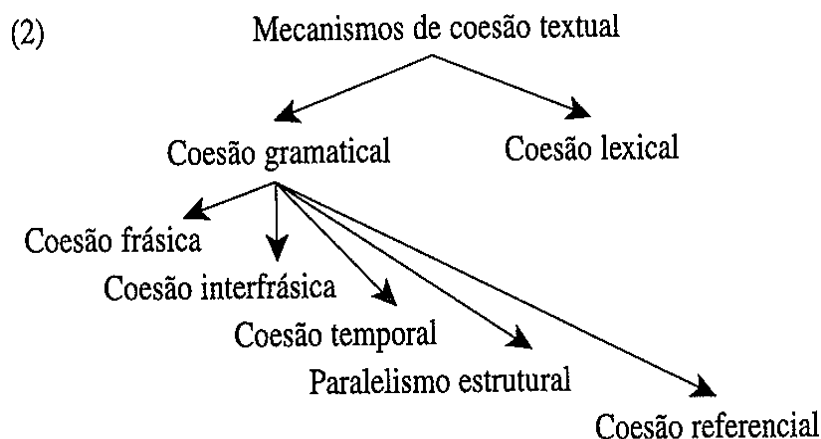 (2)
Mecanismos de coesão textual
Coesão gramatical
Coesão lexical
Coesão frásica
Coesão interfrásica
Coesão temporal
Paralelismo estrutural
Coesão referencial